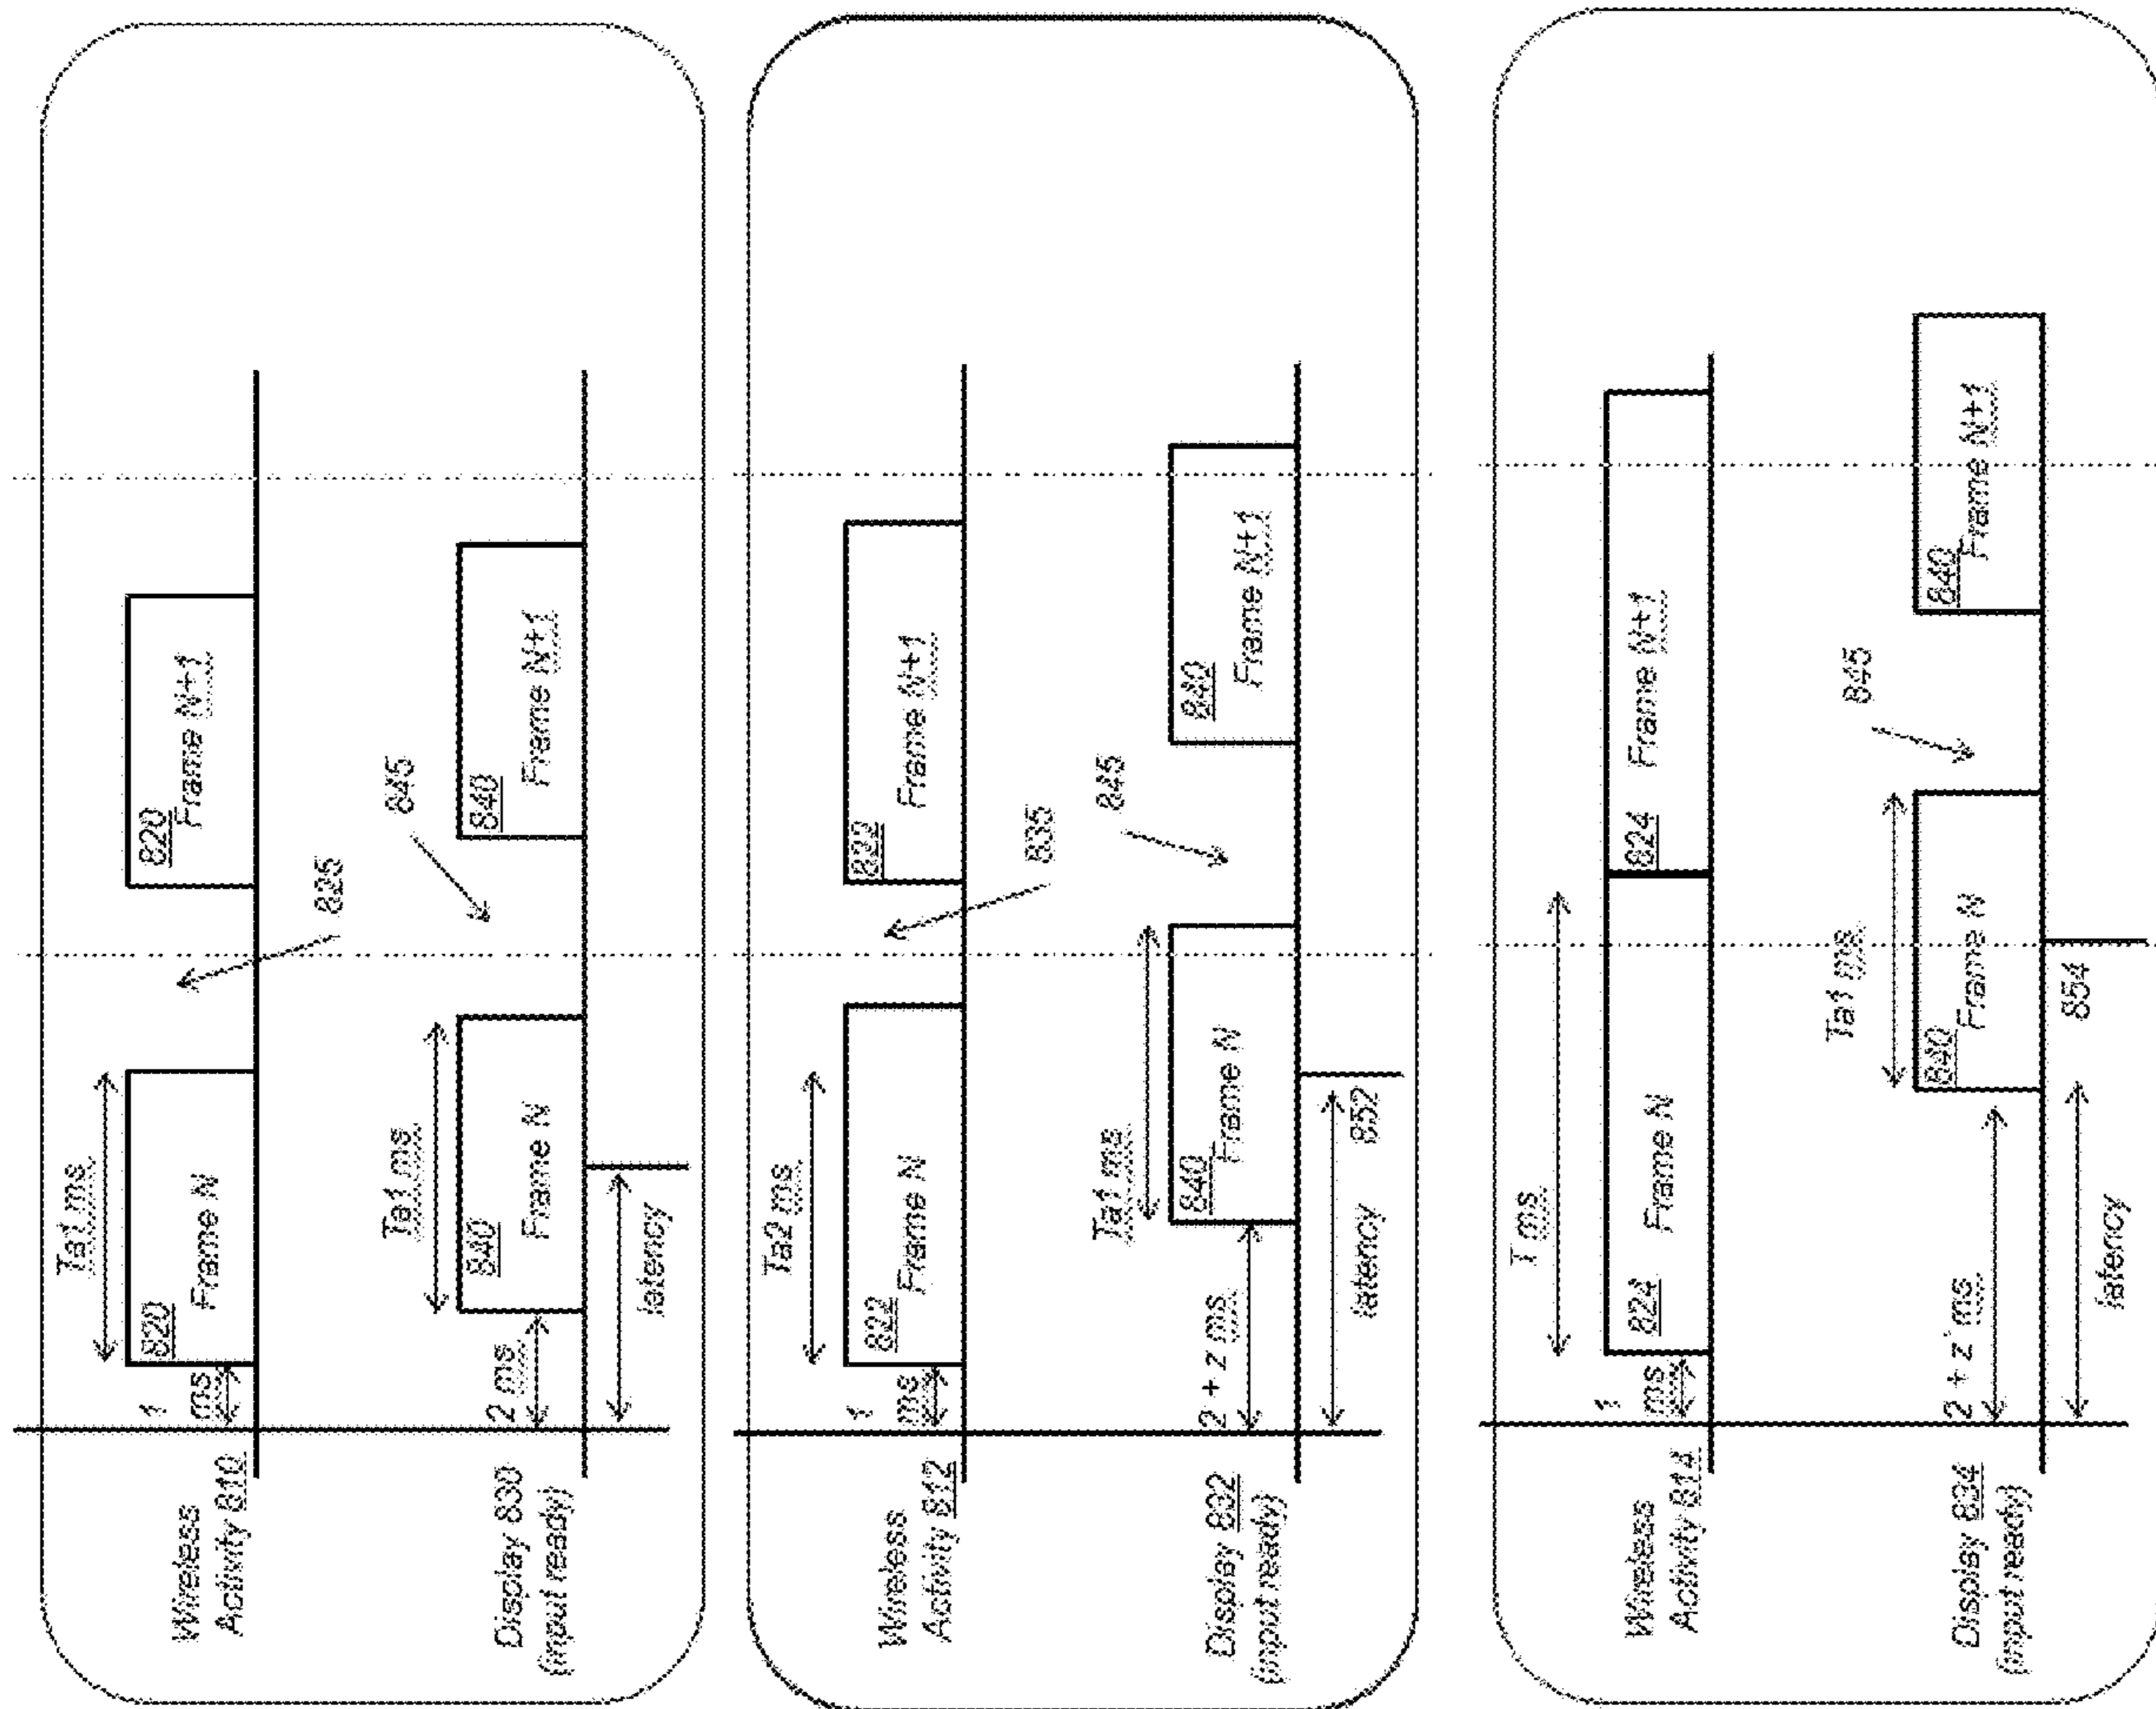 Wireless
Activity 810
1
ms
Ta1 ms
820
Frame N
825
820
Frame N+1
Display 830
(input ready)
2 ms
Ta1 ms
840
Frame N
845
840
Frame N+1
latency
Wireless
Activity 812
1
ms
Ta2 ms
822
Frame N
835
822
Frame N+1
Display 832
(input ready)
2 + z ms
Ta1 ms
840
Frame N
845
840
Frame N+1
latency
852
Wireless
Activity 814
1
ms
T ms
824
Frame N
824
Frame N+1
Display 834
(input ready)
2 + z' ms
Ta1 ms
840
Frame N
845
840
Frame N+1
latency
854